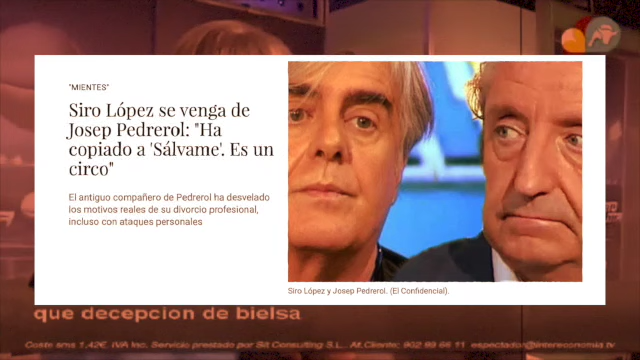 "MIENTES"
Siro López se venga de
Josep Pedrerol: "Ha
copiado a 'Sálvame'. Es un
circo"
El antiguo compañero de Pedrerol ha desvelado
los motivos reales de su divorcio profesional,
incluso con ataques personales
Siro López y Josep Pedrerol. (El Confidencial).
que decepcion de bielsa
Coste sms 1,42€. IVA Inc. Servicio prestado por Sit Consulting S.L. At.Cliente: 902 99 66 11 espectador@intereconomia.tv